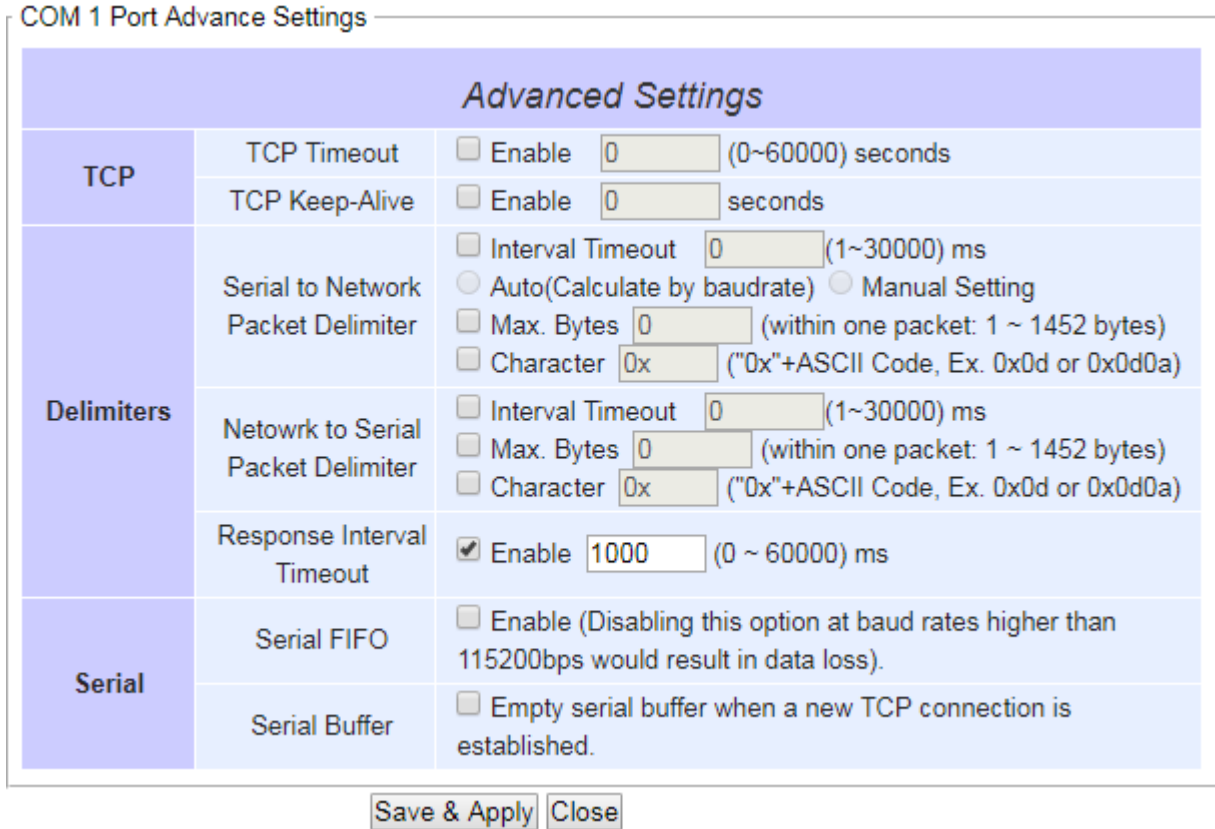 COM 1 Port Advance Settings
Advanced Settings
TCP
TCP Timeout
Enable 0 (0~60000) seconds
TCP Keep-Alive
Enable 0 seconds
Delimiters
Serial to Network
Packet Delimiter
Interval Timeout 0 (1~30000) ms
Auto(Calculate by baudrate) Manual Setting
Max. Bytes 0 (within one packet: 1 ~ 1452 bytes)
Character 0x ("0x"+ASCII Code, Ex. 0x0d or 0x0d0a)
Netowrk to Serial
Packet Delimiter
Interval Timeout 0 (1~30000) ms
Max. Bytes 0 (within one packet: 1 ~ 1452 bytes)
Character 0x ("0x"+ASCII Code, Ex. 0x0d or 0x0d0a)
Response Interval
Timeout
Enable 1000 (0 ~ 60000) ms
Serial
Serial FIFO
Enable (Disabling this option at baud rates higher than
115200bps would result in data loss).
Serial Buffer
Empty serial buffer when a new TCP connection is
established.
Save & Apply Close